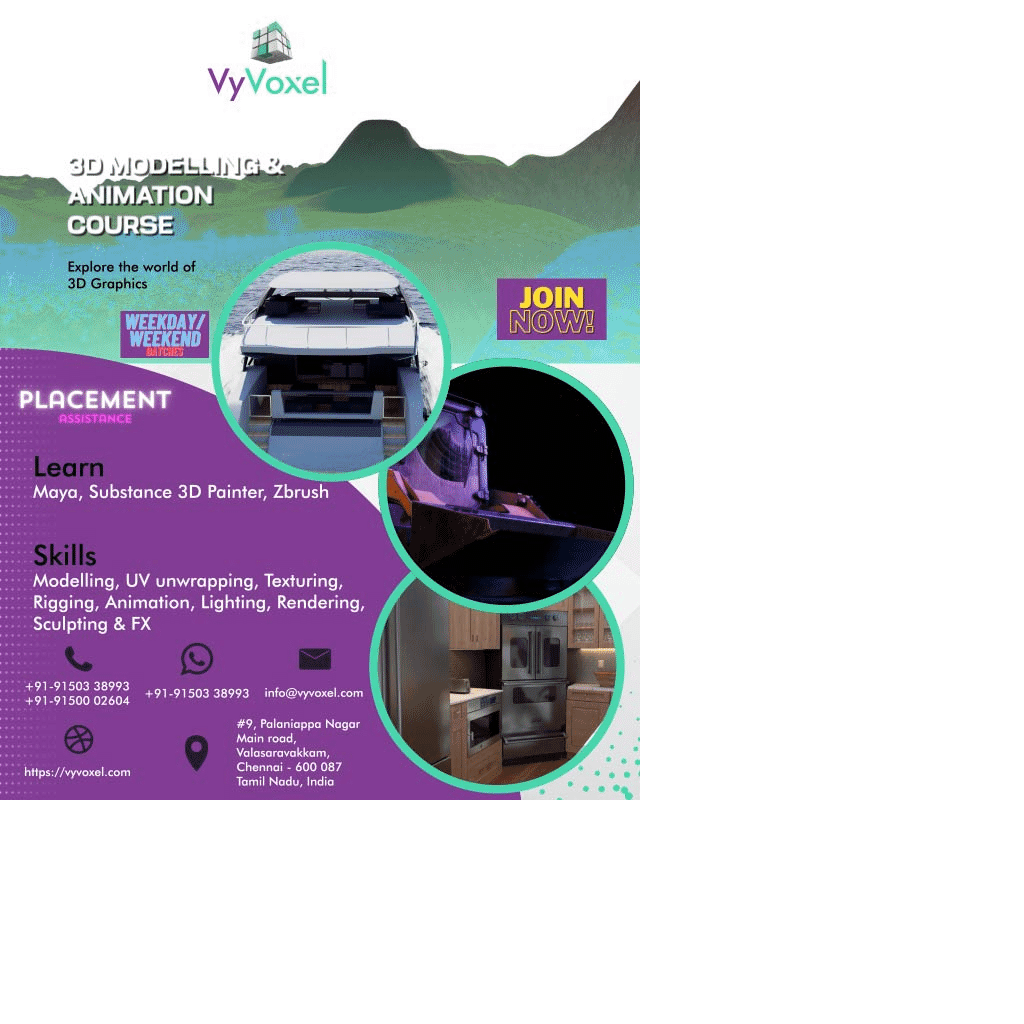 VyVoxel
3D MODELLING &
ANIMATION
COURSE
Explore the world of
3D Graphics
WEEKDAY/
WEEKEND
BATCHES
JOIN
NOW!
PLACEMENT
ASSISTANCE
Learn
Maya, Substance 3D Painter, Zbrush
Skills
Modelling, UV unwrapping, Texturing,
Rigging, Animation, Lighting, Rendering,
Sculpting & FX
+91-91503 38993
+91-91500 02604
+91-91503 38993
info@vyvoxel.com
https://vyvoxel.com
#9, Palaniappa Nagar
Main road,
Valasaravakkam,
Chennai - 600 087
Tamil Nadu, India